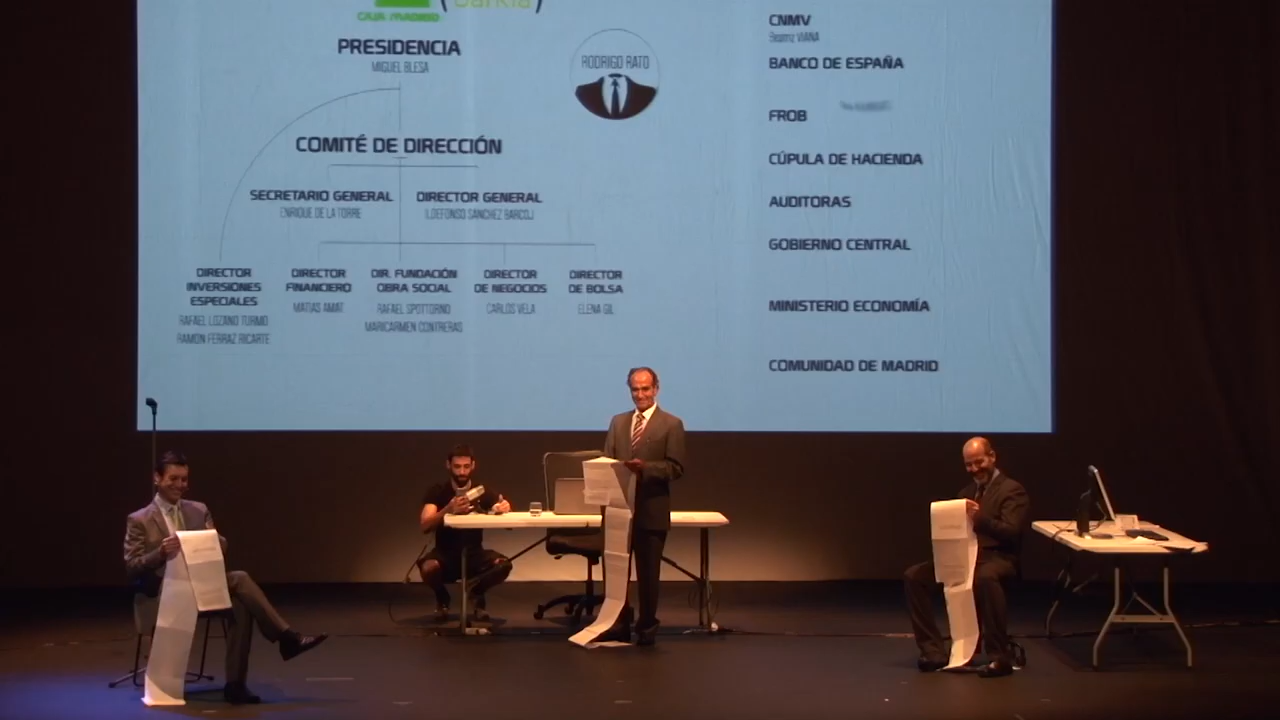 CAJA MADRID
(Bankia)
PRESIDENCIA
MIGUEL BLESA
RODRIGO RATO
COMITÉ DE DIRECCIÓN
SECRETARIO GENERAL
ENRIQUE DE LA TORRE
DIRECTOR GENERAL
ILDEFONSO SANCHEZ BARCOJ
DIRECTOR
INVERSIONES
ESPECIALES
RAFAEL LOZANO TURMO
RAMON FERRAZ RICARTE
DIRECTOR
FINANCIERO
MATIAS AMAT
DIR. FUNDACIÓN
OBRA SOCIAL
RAFAEL SPOTTORNO
MARICARMEN CONTRERAS
DIRECTOR
DE NEGOCIOS
CARLOS VELA
DIRECTOR
DE BOLSA
ELENA GIL
CNMV
Beatriz VIANA
BANCO DE ESPAÑA
FROB
CÚPULA DE HACIENDA
AUDITORAS
GOBIERNO CENTRAL
MINISTERIO ECONOMÍA
COMUNIDAD DE MADRID